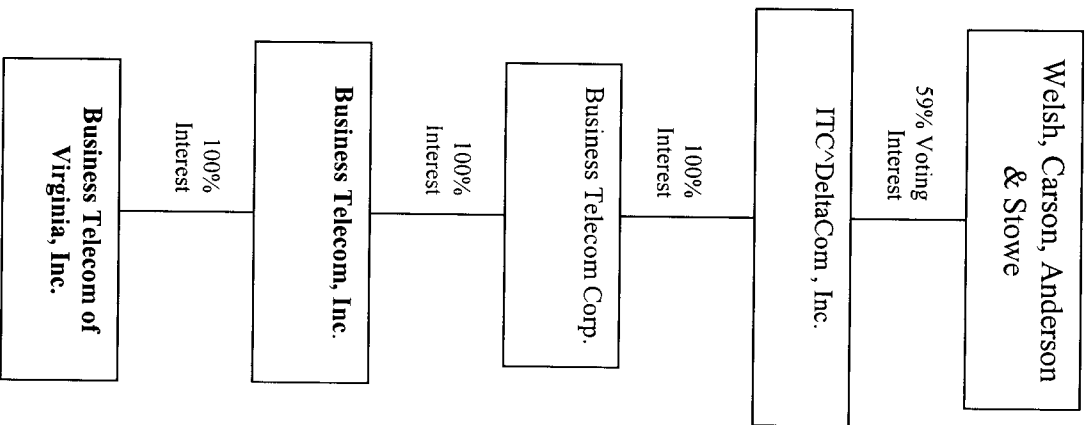 Welsh, Carson, Anderson
& Stowe
59% Voting
Interest
ITC^DeltaCom , Inc.
100%
Interest
Business Telecom Corp.
100%
Interest
Business Telecom, Inc.
100%
Interest
Business Telecom of
Virginia, Inc.